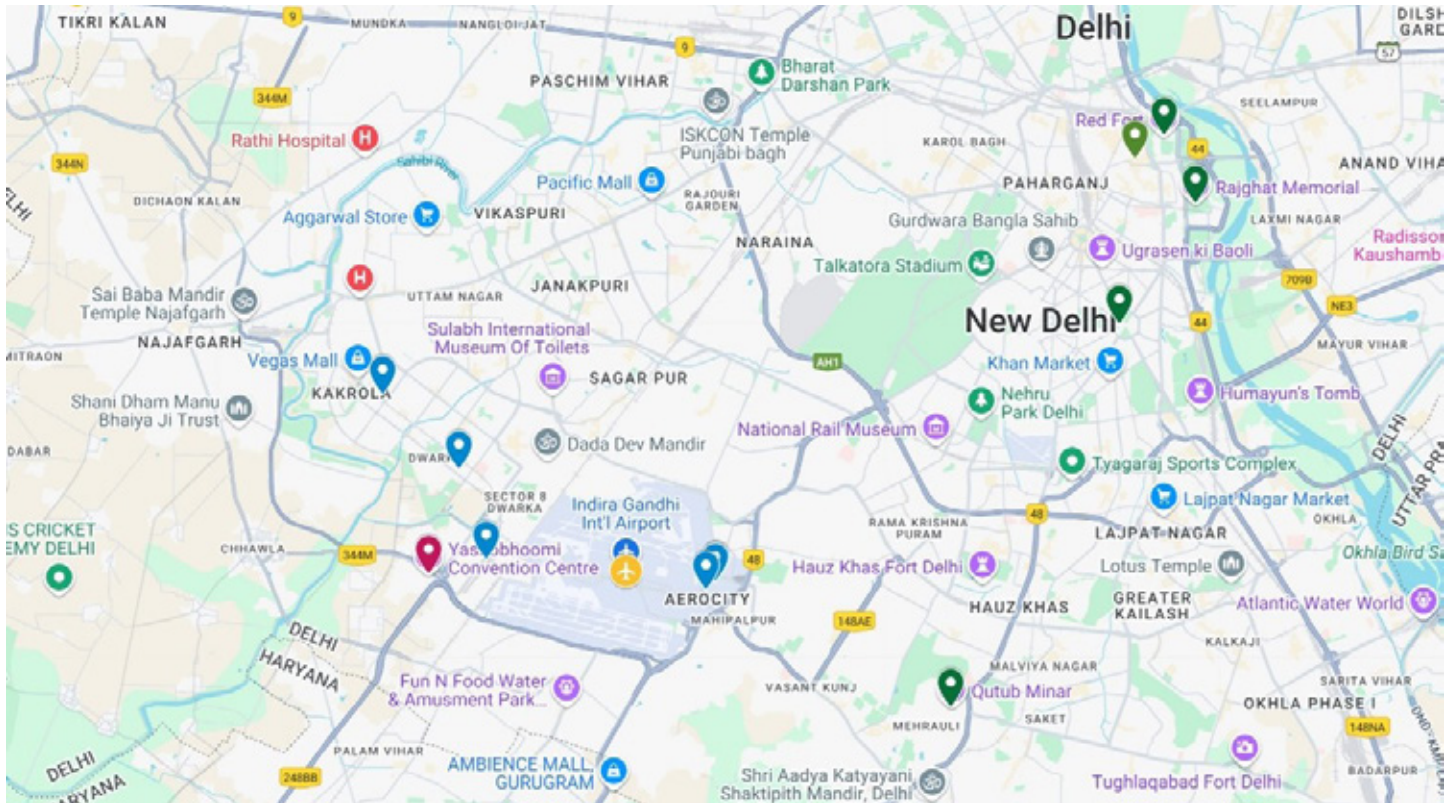 TIKRI KALAN
9
MUNDKA
NANGLOI JAT
9
Delhi
DILSH
GARD
57
PASCHIM VIHAR
Bharat
Darshan Park
344M
SEELAMPUR
Rathi Hospital
H
ISKCON Temple
Punjabi bagh
KAROL BAGH
Red Fort
44
344N
Sahibi River
ANAND VIHA
Pacific Mall
RAJOURI
GARDEN
PAHARGANJ
Rajghat Memorial
DICHAON KALAN
Aggarwal Store
VIKASPURI
Gurdwara Bangla Sahib
LAXMI NAGAR
ELHI
NARAINA
Ugrasen ki Baoli
Radisson
Kaushamb
Talkatora Stadium
H
709B
JANAKPURI
Sai Baba Mandir
Temple Najafgarh
UTTAM NAGAR
NE3
New Delhi
44
Sulabh International
Museum Of Toilets
NAJAFGARH
MITRAON
MAYUR VIHAR
Vegas Mall
AH1
Khan Market
SAGAR PUR
KAKROLA
Humayun's Tomb
Shani Dham Manu
Bhaiya Ji Trust
Nehru
Park Delhi
National Rail Museum
Dada Dev Mandir
DELHI
UTTAR PRA
DABAR
DWARK
Tyagaraj Sports Complex
SECTOR 8
DWARKA
Indira Gandhi
Int'l Airport
Lajpat Nagar Market
48
OKHLA
S CRICKET
EMY DELHI
RAMA KRISHNA
PURAM
LAJPAT NAGAR
CHHAWLA
344M
Yashobhoomi
Convention Centre
48
Okhla Bird Sa
Hauz Khas Fort Delhi
Lotus Temple
AEROCITY
HAUZ KHAS
GREATER
KAILASH
Atlantic Water World
MAHIPALPUR
148AE
DELHI
HARYANA
KALKAJI
MALVIYA NAGAR
Fun N Food Water
& Amusment Park...
VASANT KUNJ
Qutub Minar
SARITA VIHAR
OKHLA PHASE I
MEHRAULI
SAKET
148NA
PALAM VIHAR
DND-KMP
DELHI
ARYANA
248BB
AMBIENCE MALL,
GURUGRAM
Shri Aadya Katyayani
Shaktipith Mandir, Delhi
Tughlaqabad Fort Delhi
BADARPUR